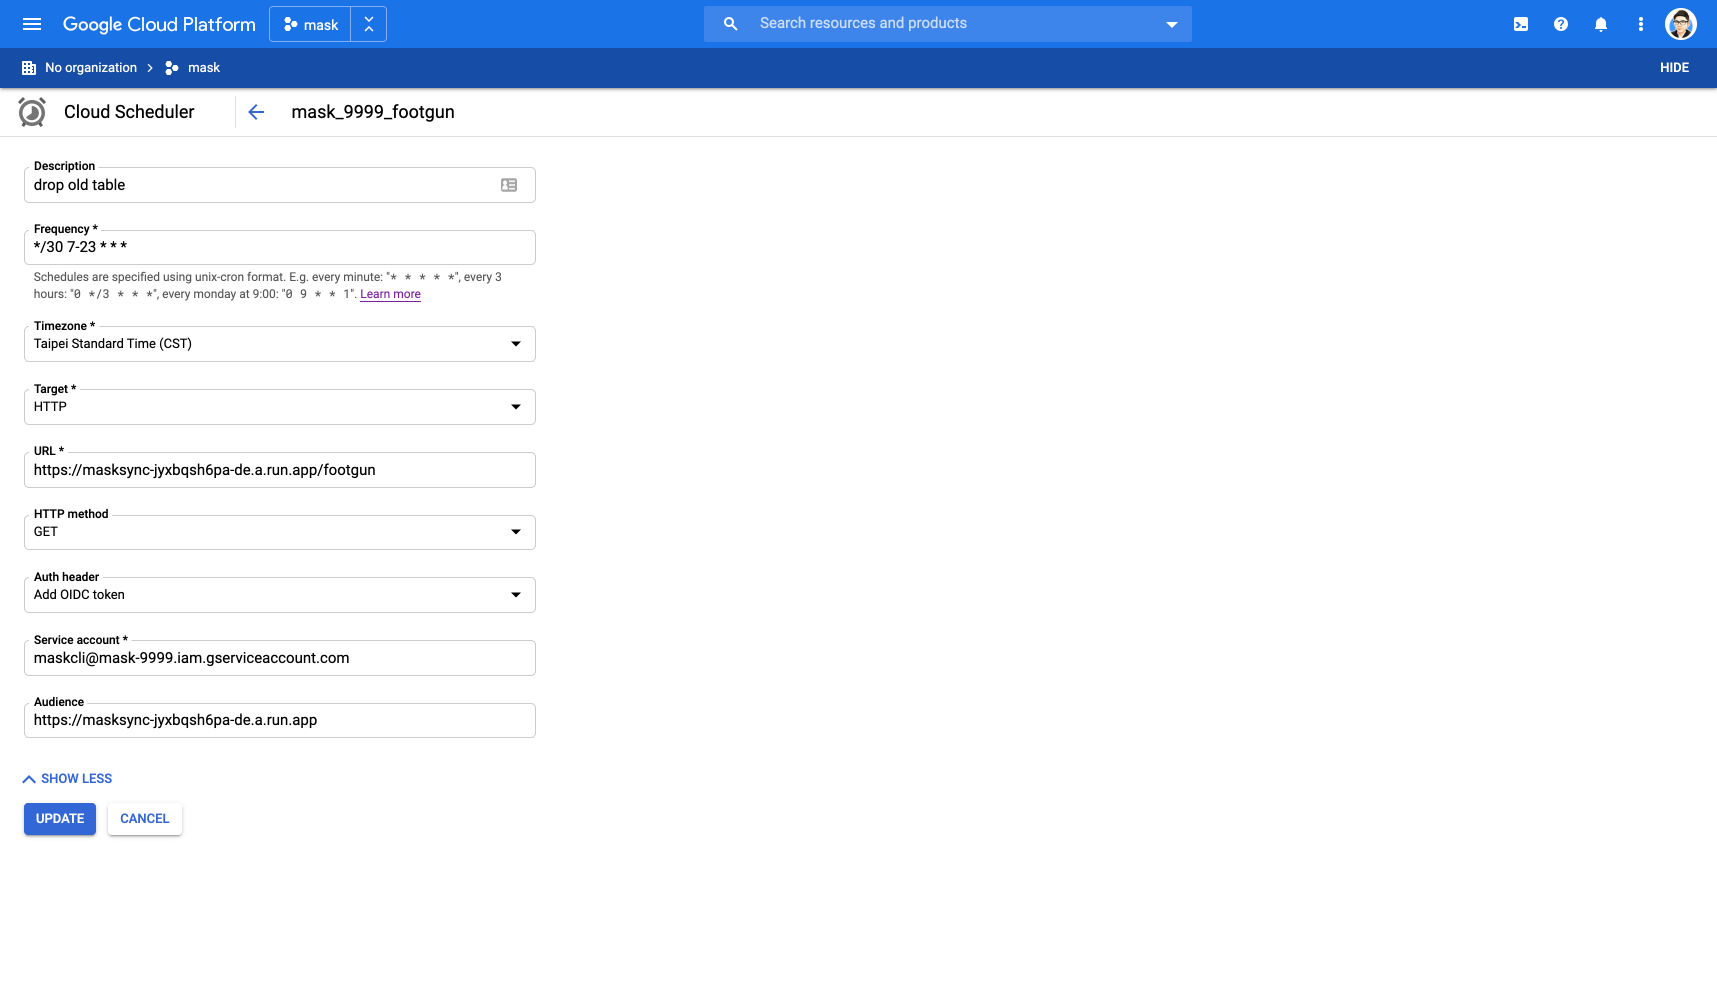 Google Cloud Platform
mask
Search resources and products
No organization
mask
HIDE
Cloud Scheduler
mask_9999_footgun
Description
drop old table
Frequency *
*/30 7-23 * * *
Schedules are specified using unix-cron format. E.g. every minute: "* * * * *", every 3
hours: "0 */3 * * *", every monday at 9:00: "0 9 * * 1". Learn more
Timezone *
Taipei Standard Time (CST)
Target *
HTTP
URL *
https://masksync-jyxbqsh6pa-de.a.run.app/footgun
HTTP method
GET
Auth header
Add OIDC token
Service account *
maskcli@mask-9999.iam.gserviceaccount.com
Audience
https://masksync-jyxbqsh6pa-de.a.run.app
SHOW LESS
UPDATE
CANCEL